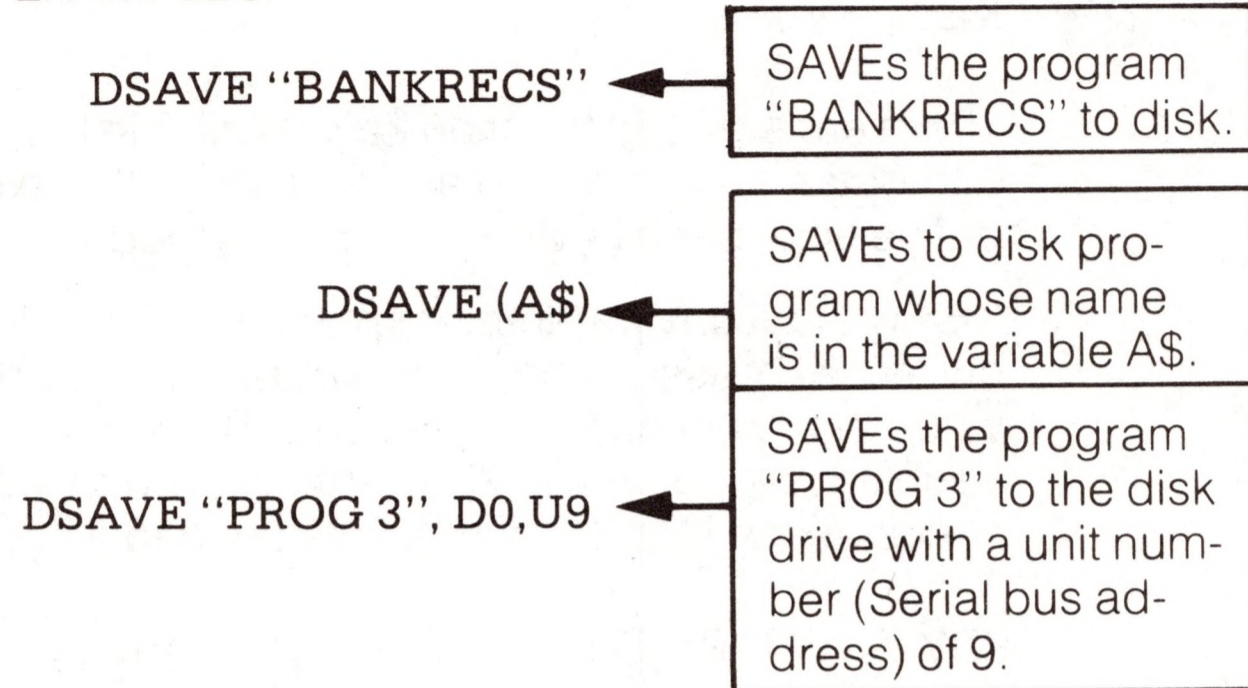 DSAVE “BANKRECS”
SAVEs the program
“BANKRECS” to disk.
DSAVE (A$)
SAVEs to disk pro-
gram whose name
is in the variable A$.
DSAVE “PROG 3”, D0,U9
SAVEs the program
“PROG 3” to the disk
drive with a unit num-
ber (Serial bus ad-
dress) of 9.